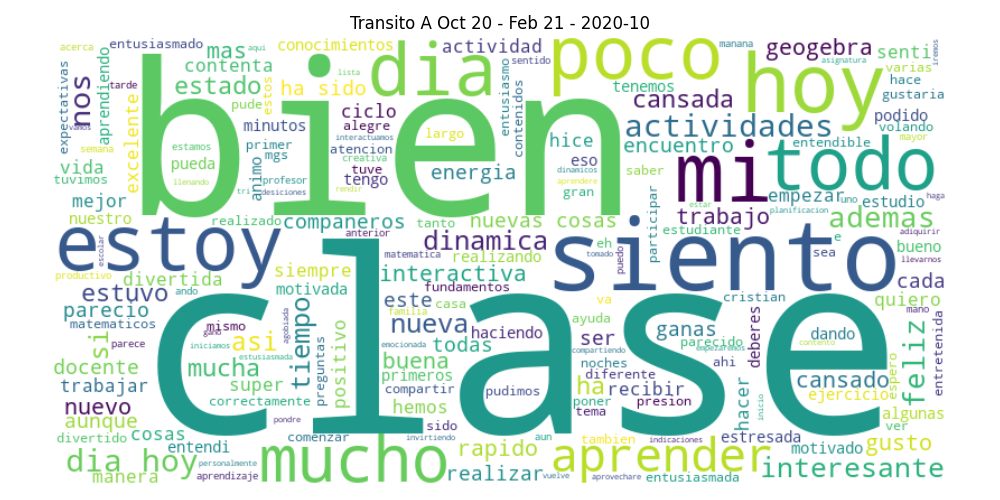 Transito A Oct 20 - Feb 21 - 2020-10
acerca
entusiasmado
mas
conocimientos
actividad
poco
manana
geogebra
senti
iremos
aqui
sentido
asignatura
varias
expectativas
contenta
dia
hoy
hace
vamos
tarde
estado
lista
ha sido
entusiasmo
contenidos
tenemos
cansada
gustaria
nos
aprendiendo
excelente
bien
pude
estos
ciclo
interactuamos
alegre
largo
hice
actividades
podido
volando
mayor
semana
estamos
minutos
primer
atencion
creativa
eso
encuentro
entendible
vida
pueda
mgs
profesor
tuve
dinamicos
saber
mi
todo
tuvimos
llenando
animo
tri
desiciones
tengo
rendir
energia
aprendere
gran
estar
empezar
uno
estudio
haga
mejor
nuestro
realizado
companeros
tanto
nuevas cosas
participar
estudiante
trabajo
planificacion
ademas
estoy
escolar
anterior
dinamica
eh
siento
tomado
puedo
e
adiquirir
bueno
matematica
realizando
sea
llevarnos
productivo
divertida
ando
siempre
interactiva
cada
estuvo
motivada
fundamentos
quiero
parecio
clase
tiempo
este
casa
va
cristian
matematicos
mismo
gano
agobiada
familia
nueva
haciendo
ayuda
ser
ganas
parecido
deberes
dando
contento
mano
feliz
entretenida
si
parece
iniciamos
asi
estusiasmada
preguntas
positivo
emocionada
todas
compartiendo
noches
empezaremos
docente
mucha
buena
diferente
ahi
espero
trabajar
super
primeros
compartir
pudimos
ha
recibir
hacer
cansado
nuevo
correctamente
hemos
poner
presion
inicio
ejercicio
aunque
pondre
sido
tema
algunas
divertido
cosas
entendi
comenzar
invirtiendo
aun
tambien
indicaciones
estresada
motivado
ver
gusto
dia hoy
personalmente
mucho
rapido
aprender
interesante
manera
aprendizaje
realizar
vuelve
aprovechare
entusiasmada